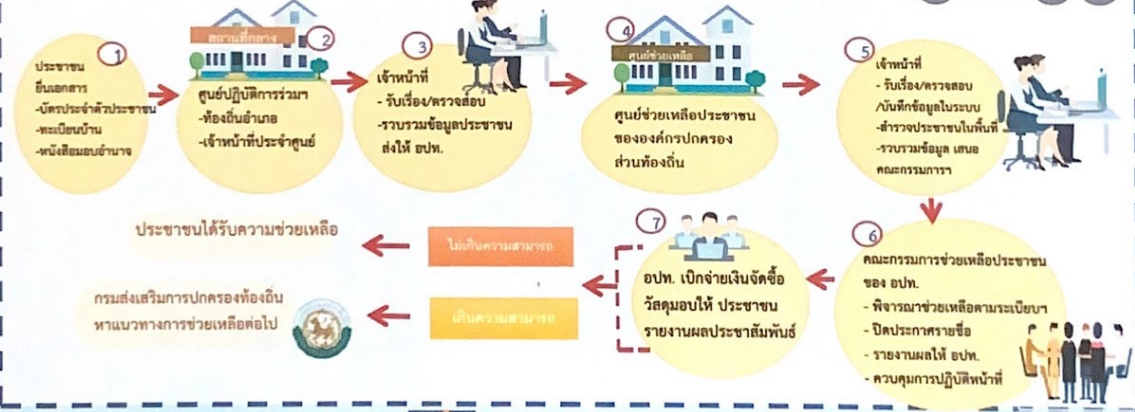 1
ประชาชน
ยื่นเอกสาร
-บัตรประจำตัวประชาชน
-ทะเบียนบ้าน
-หนังสือมอบอำนาจ
สถานที่กลาง
2
ศูนย์ปฏิบัติการร่วมฯ
-ท้องถิ่นอำเภอ
-เจ้าหน้าที่ประจำศูนย์
3
เจ้าหน้าที่
- รับเรื่อง/ตรวจสอบ
-รวบรวมข้อมูลประชาชน
ส่งให้ อปท.
4
ศูนย์ช่วยเหลือ
ศูนย์ช่วยเหลือประชาชน
ขององค์กรปกครอง
ส่วนท้องถิ่น
5
เจ้าหน้าที่
- รับเรื่อง/ตรวจสอบ
/บันทึกข้อมูลในระบบ
-สำรวจประชาชนในพื้นที่
-รวบรวมข้อมูล เสนอ
คณะกรรมการฯ
6
คณะกรรมการช่วยเหลือประชาชน
ของ อปท.
- พิจารณาช่วยเหลือตามระเบียบฯ
- ปิดประกาศรายชื่อ
- รายงานผลให้ อปท.
- ควบคุมการปฏิบัติหน้าที่
7
อปท. เบิกจ่ายเงินจัดซื้อ
วัสดุมอบให้ ประชาชน
รายงานผลประชาสัมพันธ์
ไม่เกินความสามารถ
ประชาชนได้รับความช่วยเหลือ
เกินความสามารถ
กรมส่งเสริมการปกครองท้องถิ่น
หาแนวทางการช่วยเหลือต่อไป